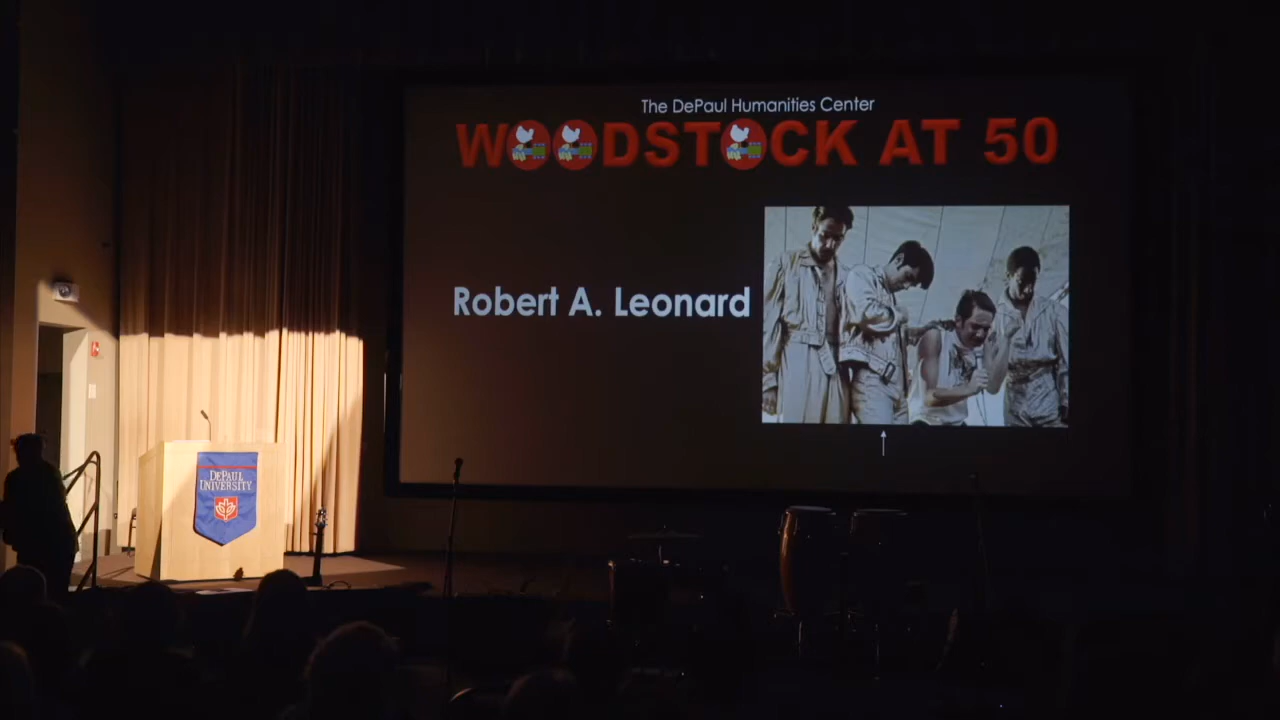 The DePaul Humanities Center
WOODSTOCK AT 50
Robert A. Leonard
DEPAUL
UNIVERSITY